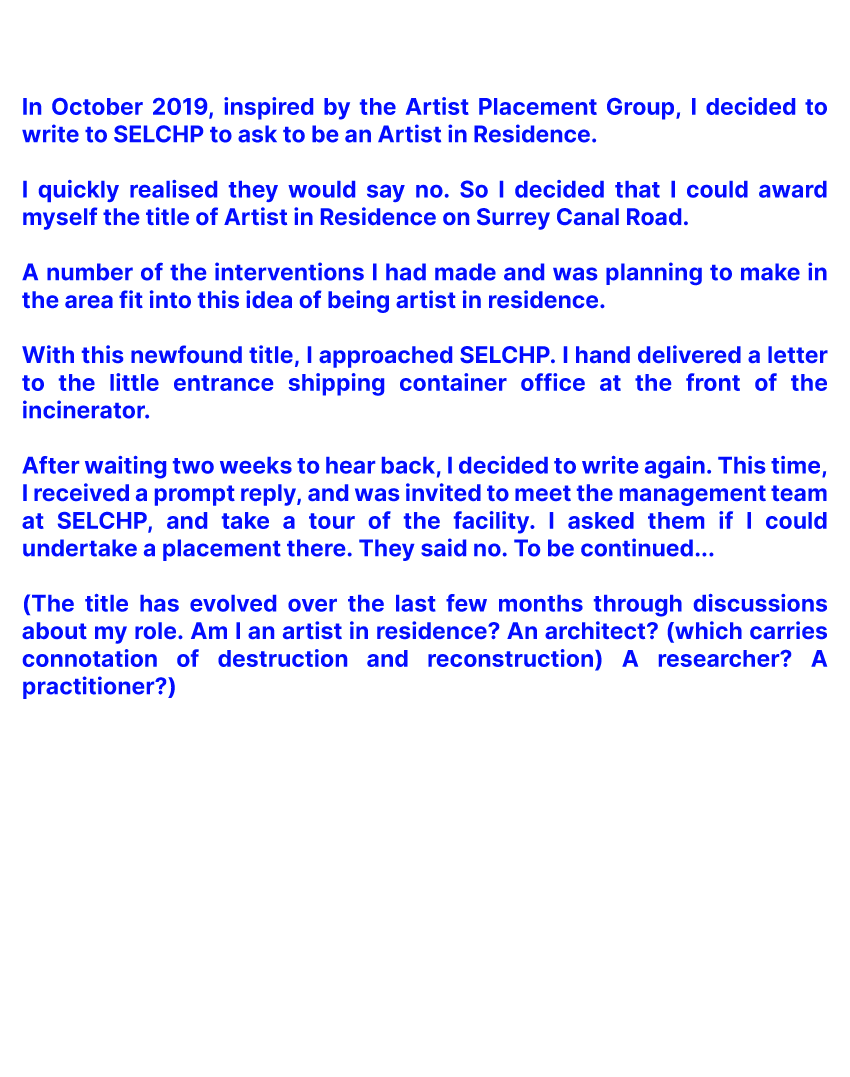 In October 2019, inspired by the Artist Placement Group, I decided to
write to SELCHP to ask to be an Artist in Residence.
I quickly realised they would say no. So I decided that I could award
myself the title of Artist in Residence on Surrey Canal Road.
A number of the interventions I had made and was planning to make in
the area fit into this idea of being artist in residence.
With this newfound title, I approached SELCHP. I hand delivered a letter
to the little entrance shipping container office at the front of the
incinerator.
After waiting two weeks to hear back, I decided to write again. This time,
I received a prompt reply, and was invited to meet the management team
at SELCHP, and take a tour of the facility. I asked them if I could
undertake a placement there. They said no. To be continued...
(The title has evolved over the last few months through discussions
about my role. Am I an artist in residence? An architect? (which carries
connotation of destruction and reconstruction) A researcher? A
practitioner?)